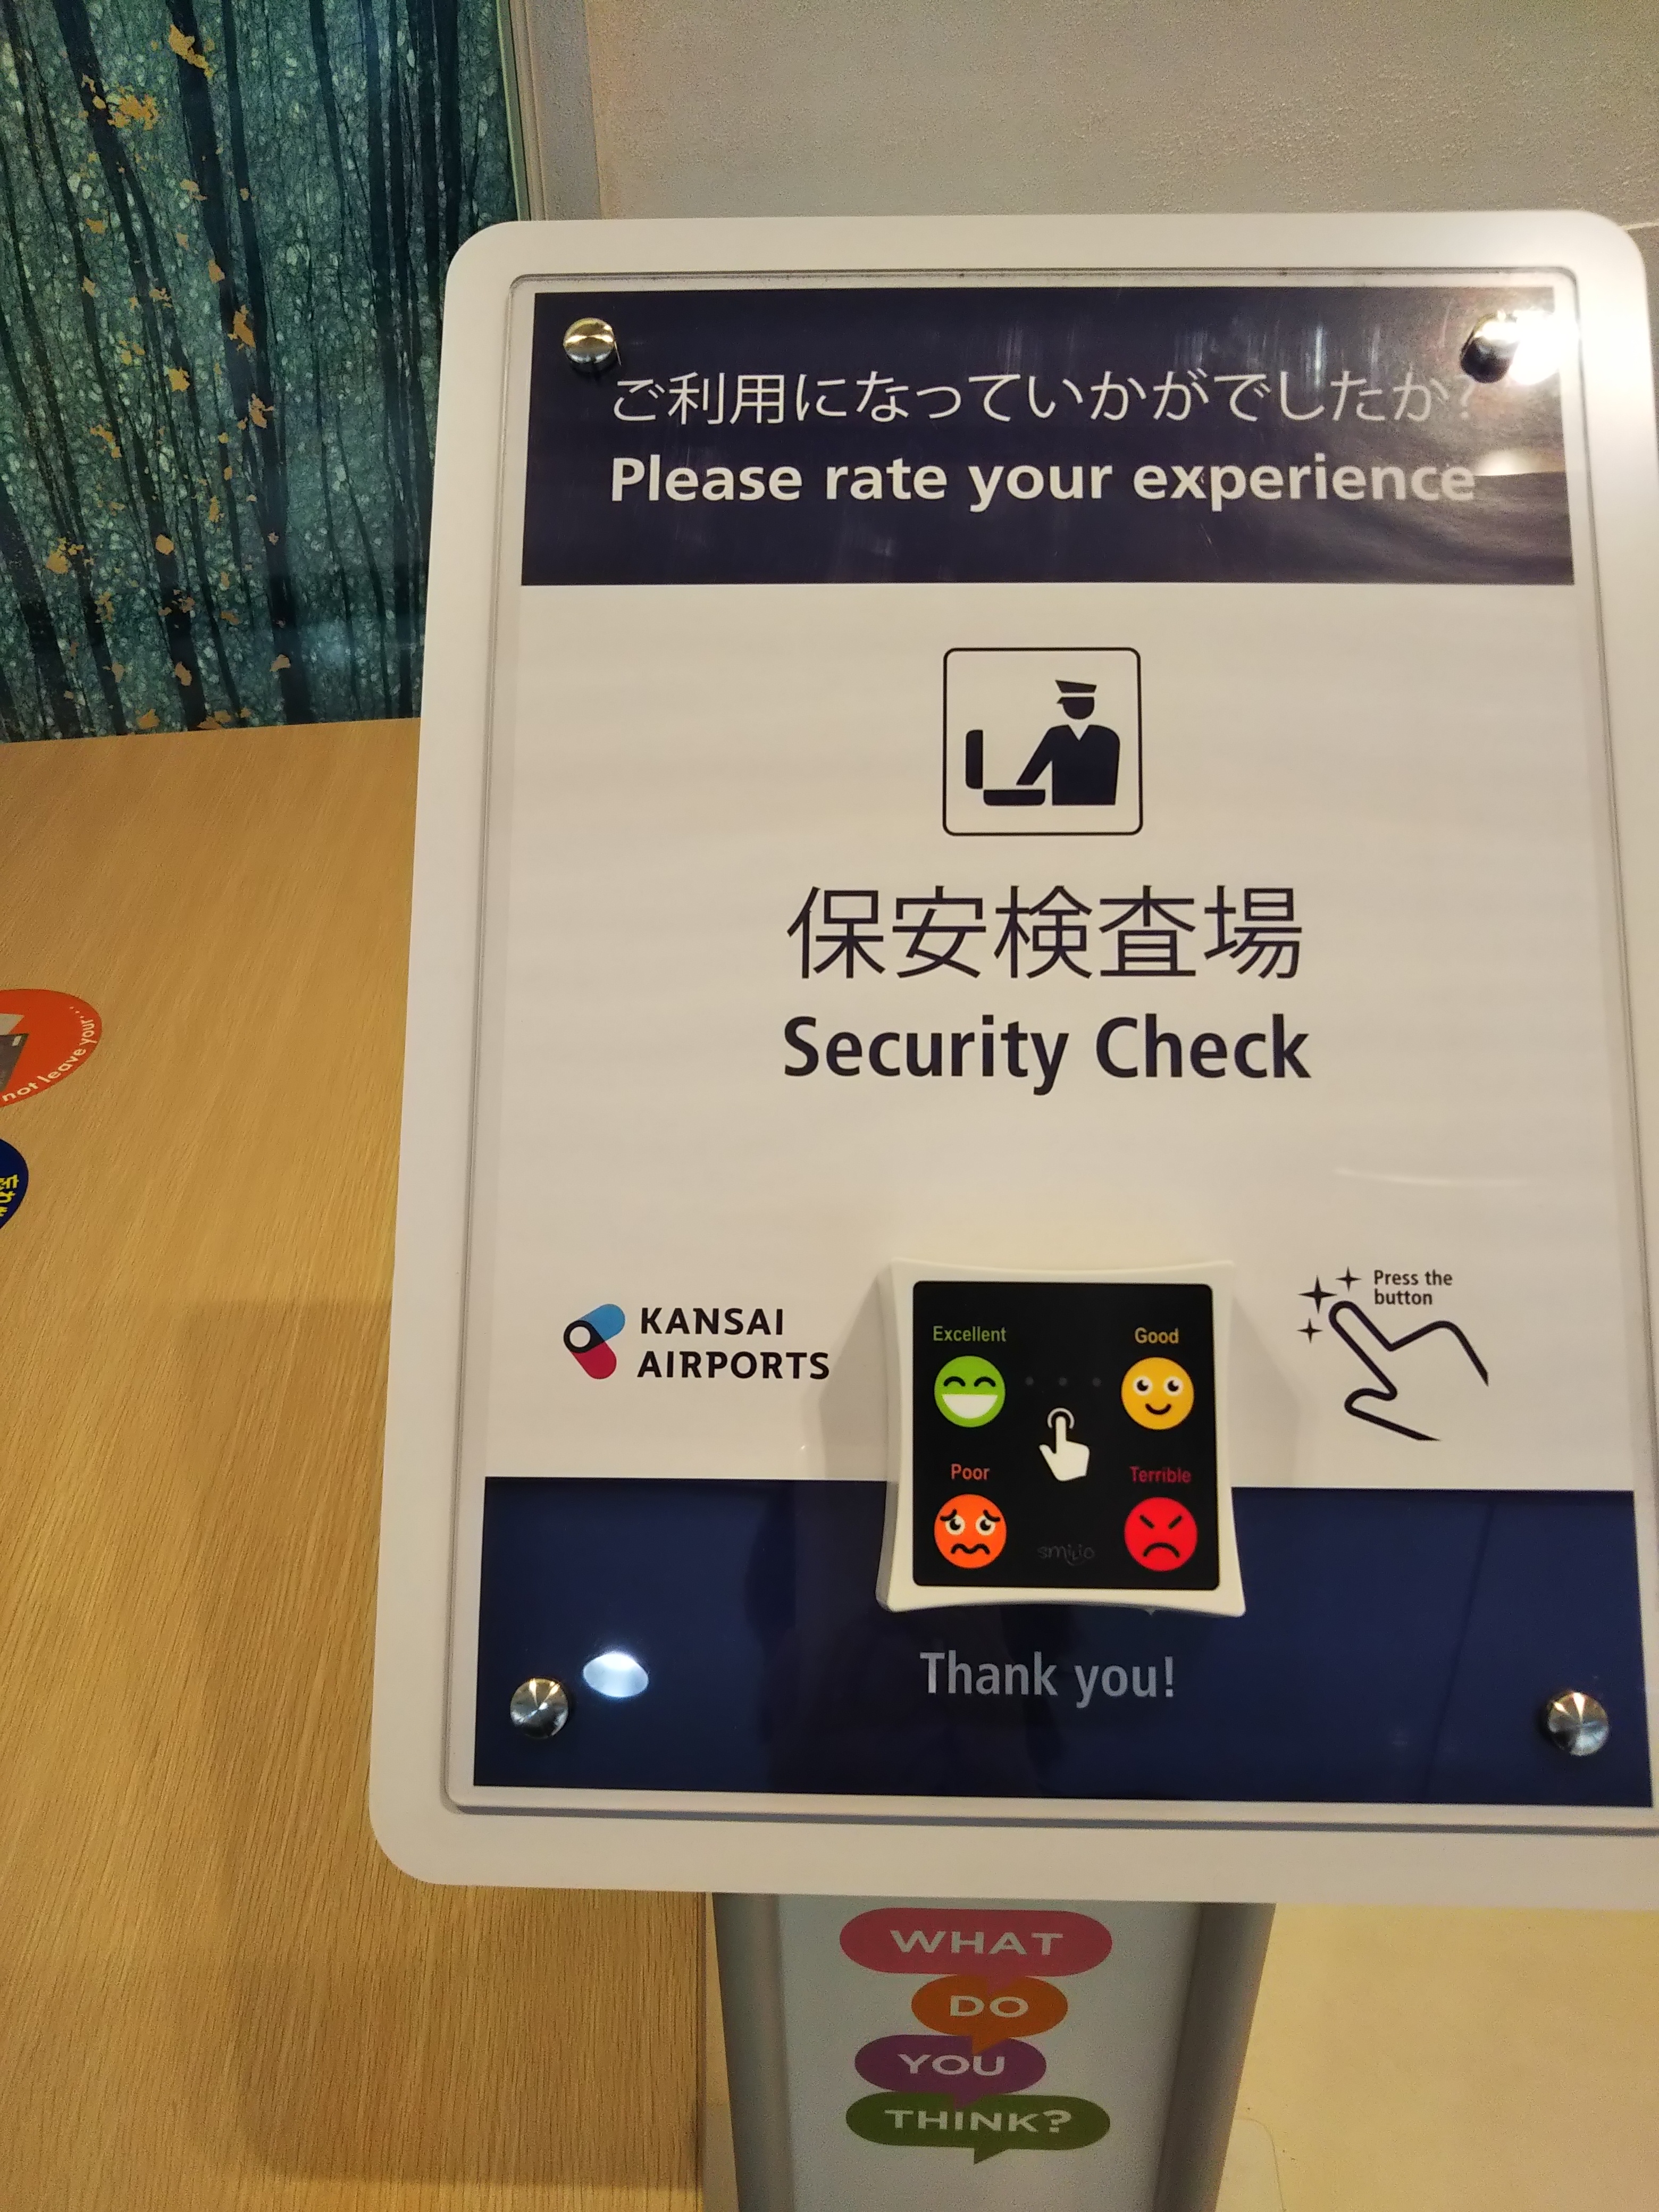 ご利用になっていかがでしたか?
Please rate your experience
保安検査場
Security Check
not leave your
KANSAI
AIRPORTS
Press the
button
Excellent
Good
Poor
Terrible
smilio
Thank you!
WHAT
DO
YOU
THINK?